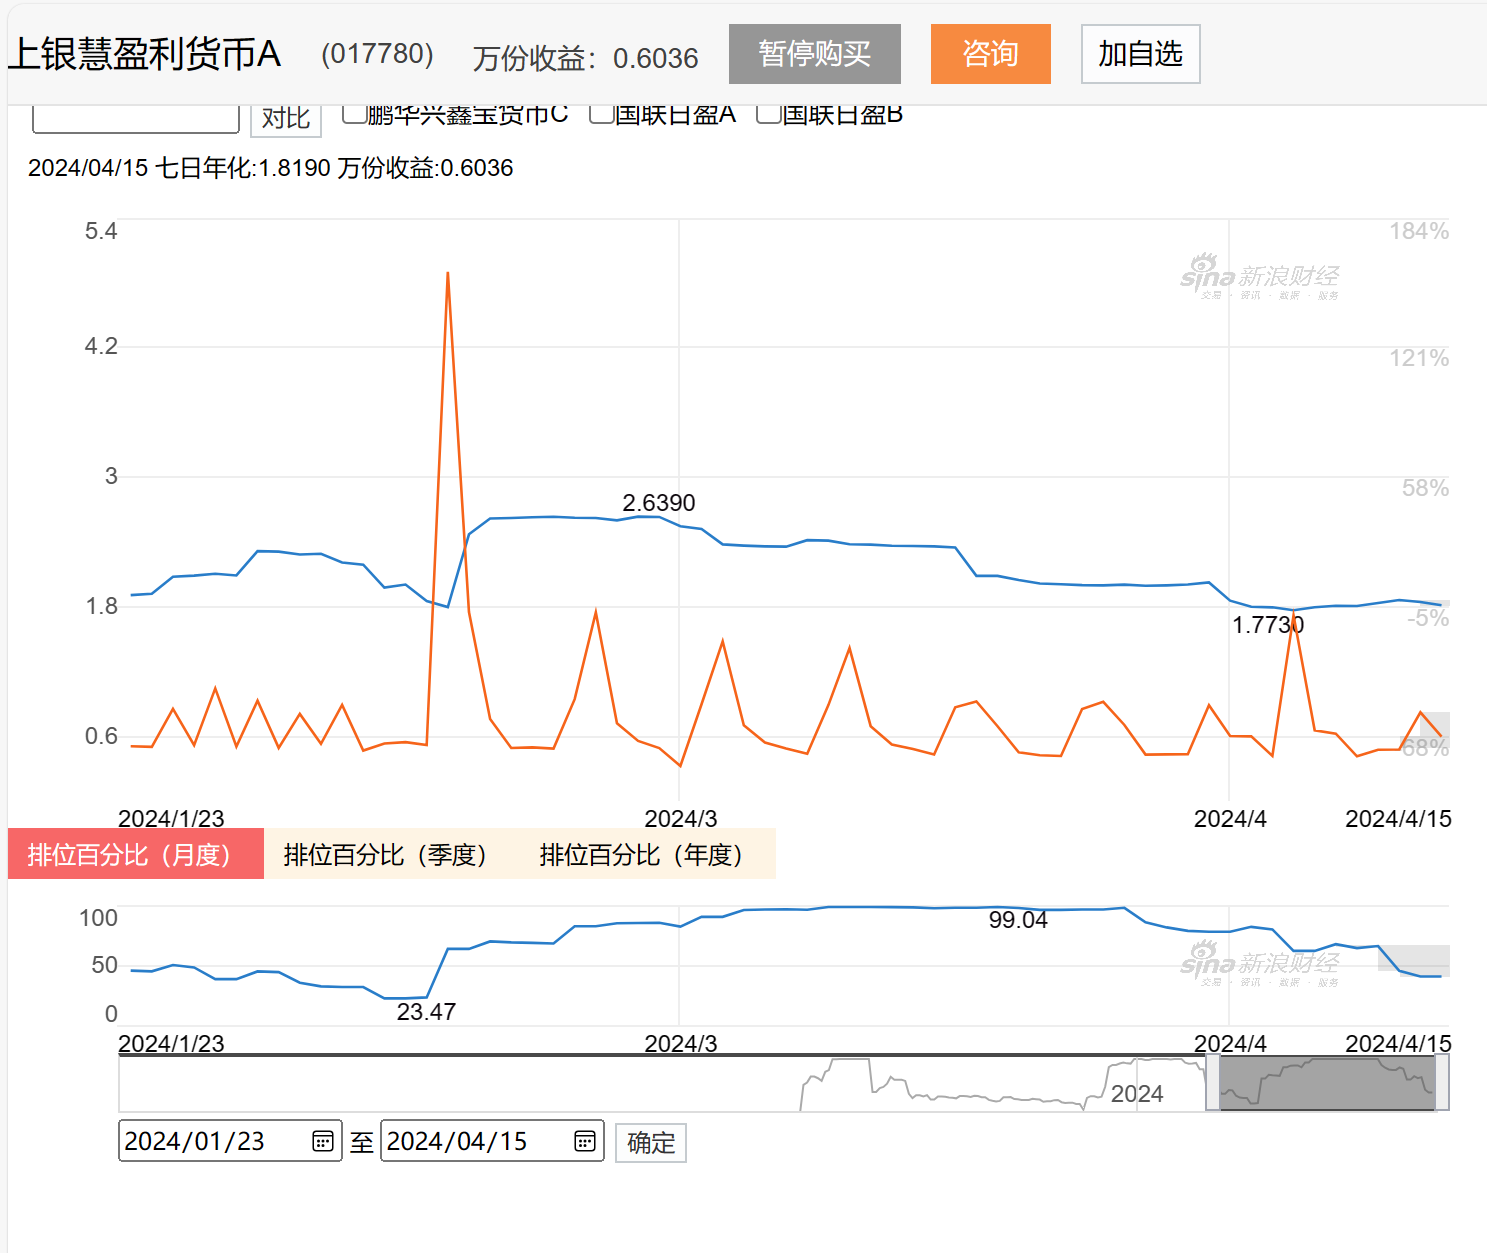 上银慧盈利货币A (017780) 万份收益：0.6036 暂停购买 咨询 加自选
对比 鹏华兴鑫宝货币C 国联日盈A 国联日盈B
2024/04/15 七日年化:1.8190 万份收益:0.6036
5.4 184%
sina 新浪财经
交易 · 资讯 · 数据 · 服务
4.2 121%
3 58%
2.6390
1.8 -5%
1.7730
0.6 68%
2024/1/23 2024/3 2024/4 2024/4/15
排位百分比（月度） 排位百分比（季度） 排位百分比（年度）
100
99.04
50
sina 新浪财经
交易 · 资讯 · 数据 · 服务
0
23.47
2024/1/23 2024/3 2024/4 2024/4/15
2024
2024/01/23 至 2024/04/15 确定